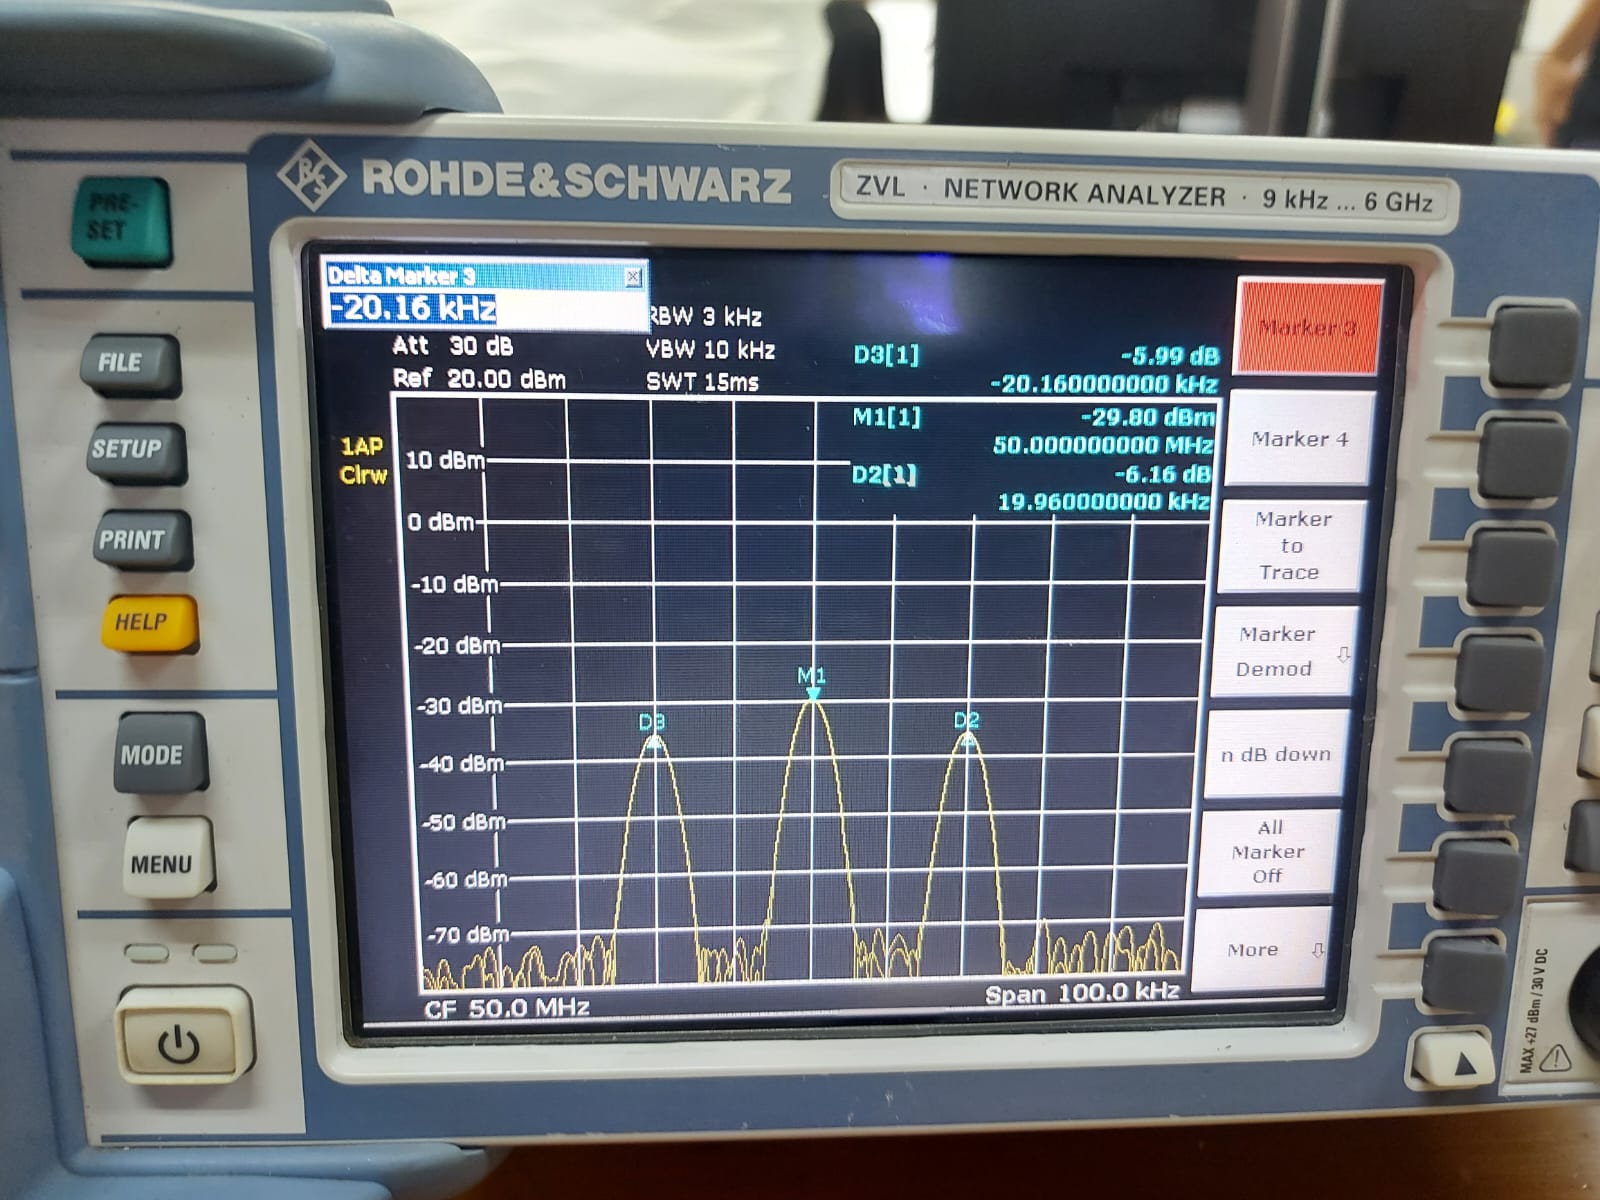 ROHDE&SCHWARZ
ZVL · NETWORK ANALYZER · 9 kHz ... 6 GHz
PRE-
SET
FILE
SETUP
PRINT
HELP
MODE
MENU
Delta Marker 3
-20.16 kHz
RBW 3 kHz
Att 30 dB
VBW 10 kHz
Ref 20.00 dBm
SWT 15ms
D3[1] -5.99 dB
-20.160000000 kHz
M1[1] -29.80 dBm
50.000000000 MHz
D2[1] -6.16 dB
19.960000000 kHz
1AP
Clrw
10 dBm
0 dBm
-10 dBm
-20 dBm
-30 dBm
-40 dBm
-50 dBm
-60 dBm
-70 dBm
D3
M1
D2
CF 50.0 MHz
Span 100.0 kHz
Marker 3
Marker 4
Marker
to
Trace
Marker
Demod
n dB down
All
Marker
Off
More
MAX +27 dBm / 30 V DC